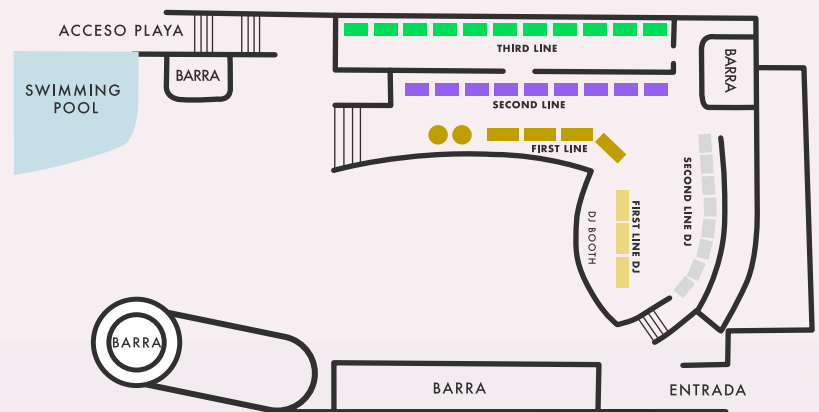 ACCESO PLAYA
THIRD LINE
BARRA
BARRA
SWIMMING
POOL
SECOND LINE
FIRST LINE
SECOND LINE DJ
FIRST LINE DJ
DJ BOOTH
BARRA
BARRA
ENTRADA